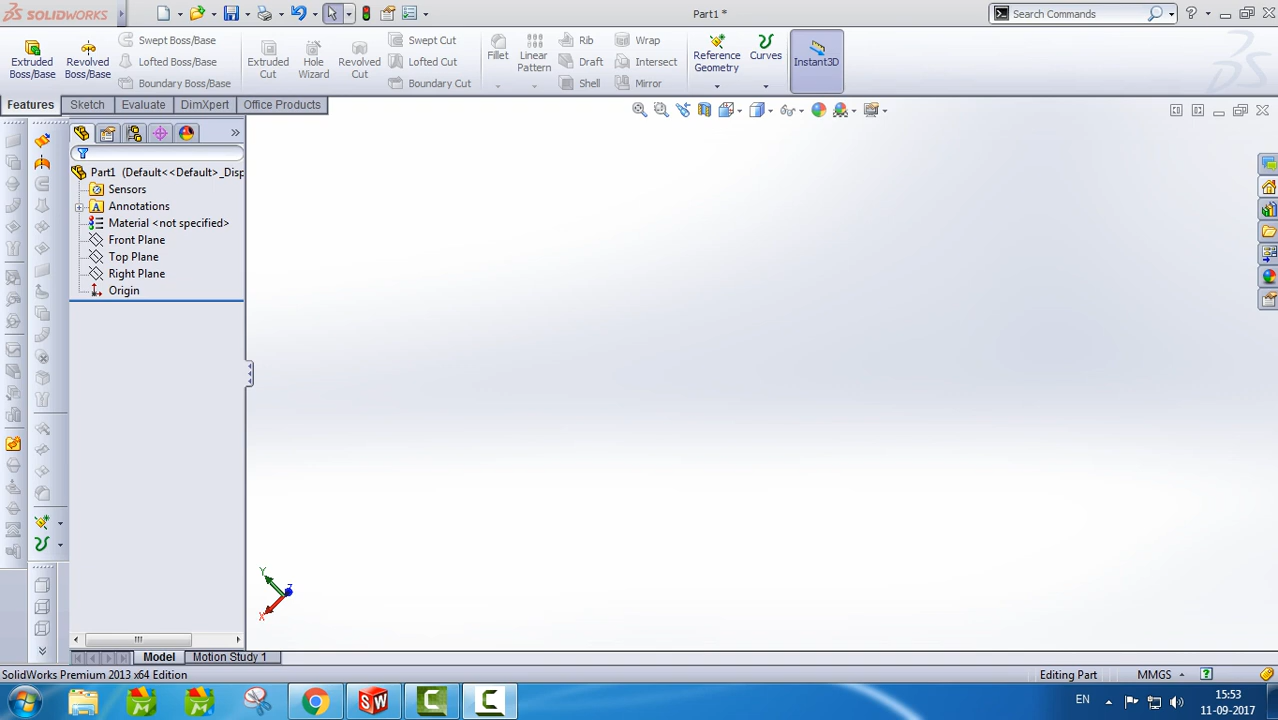 SOLIDWORKS
Part1 *
Search Commands
Extruded Boss/Base
Revolved Boss/Base
Swept Boss/Base
Lofted Boss/Base
Boundary Boss/Base
Extruded Cut
Hole Wizard
Revolved Cut
Swept Cut
Lofted Cut
Boundary Cut
Fillet
Linear Pattern
Rib
Draft
Shell
Wrap
Intersect
Mirror
Reference Geometry
Curves
Instant3D
Features
Sketch
Evaluate
DimXpert
Office Products
Part1 (Default<<Default>_Disp
Sensors
Annotations
Material <not specified>
Front Plane
Top Plane
Right Plane
Origin
Y
Z
X
Model
Motion Study 1
SolidWorks Premium 2013 x64 Edition
Editing Part
MMGS
EN
15:53
11-09-2017